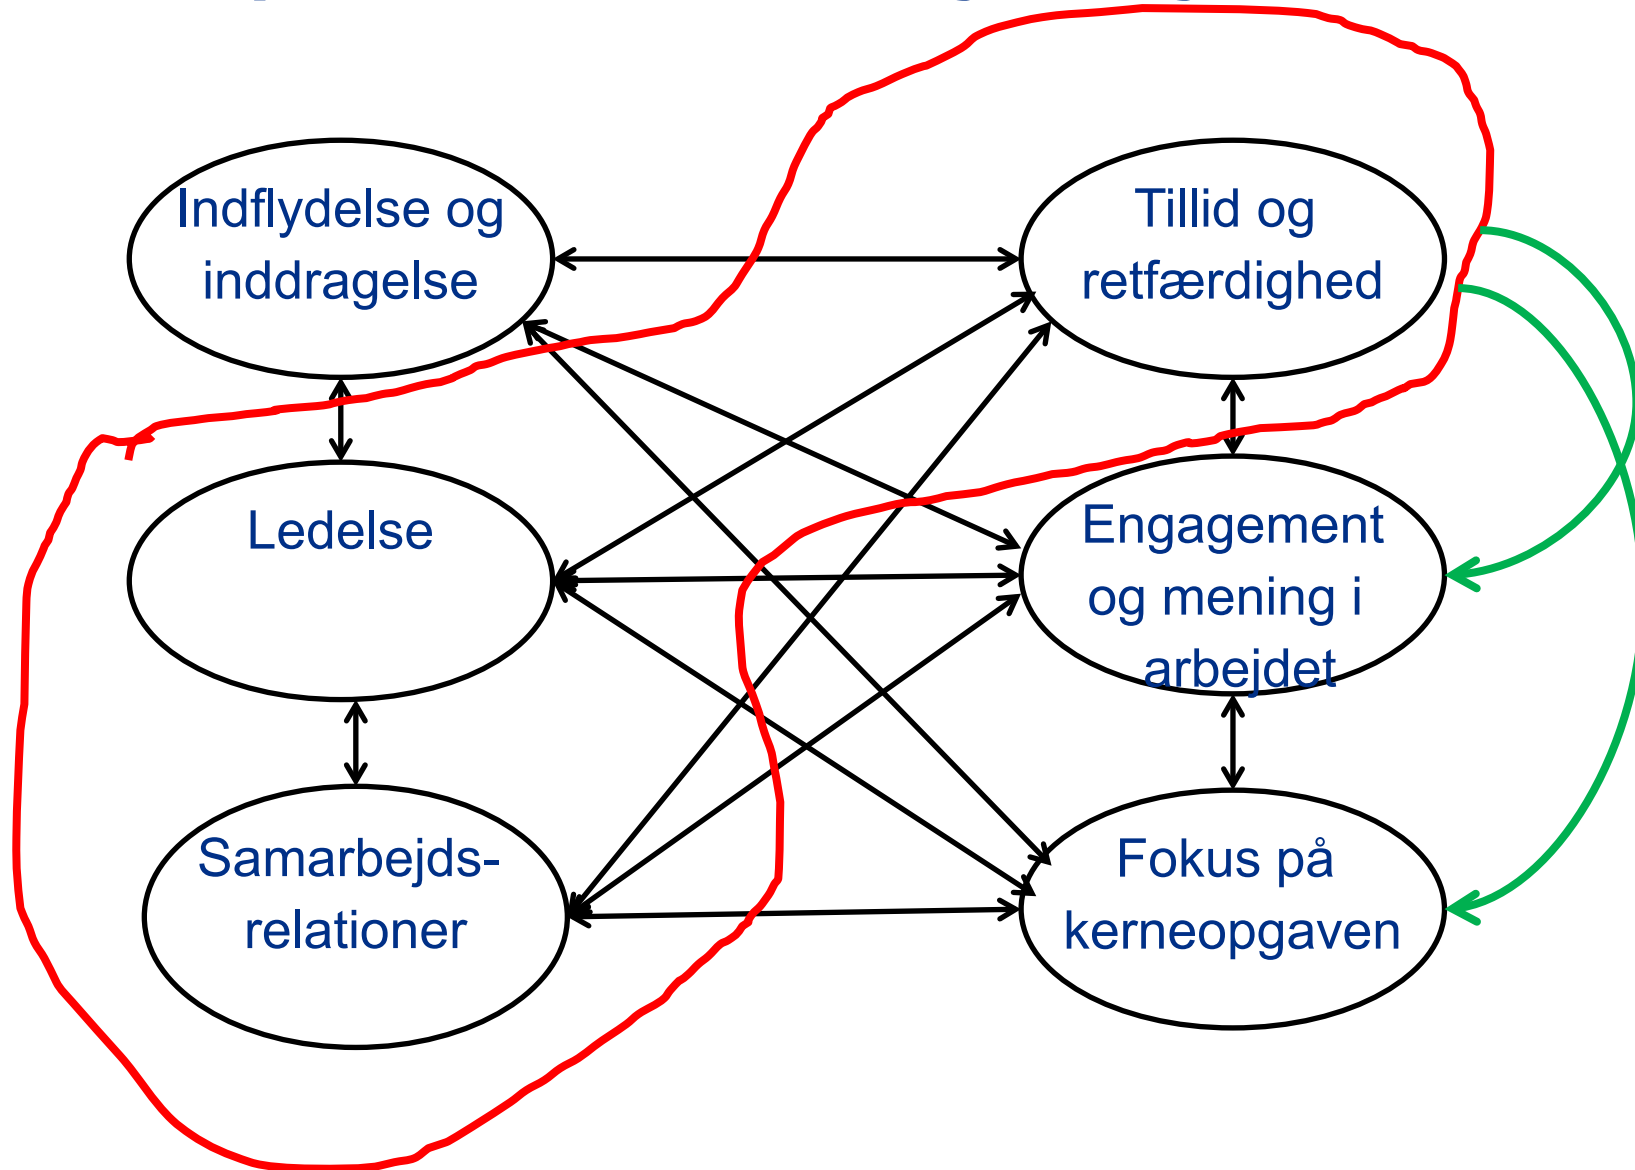 Indflydelse og
inddragelse
Tillid og
retfærdighed
Ledelse
Engagement
og mening i
arbejdet
Samarbejds-
relationer
Fokus på
kerneopgaven